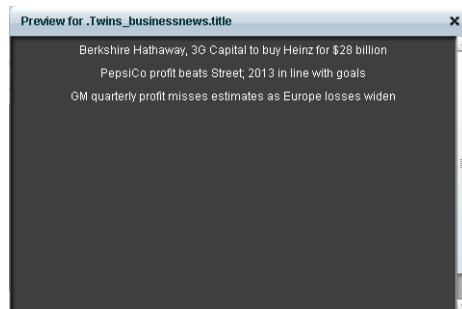 Preview for .Twins_businessnews.title
Berkshire Hathaway, 3G Capital to buy Heinz for $28 billion
PepsiCo profit beats Street; 2013 in line with goals
GM quarterly profit misses estimates as Europe losses widen